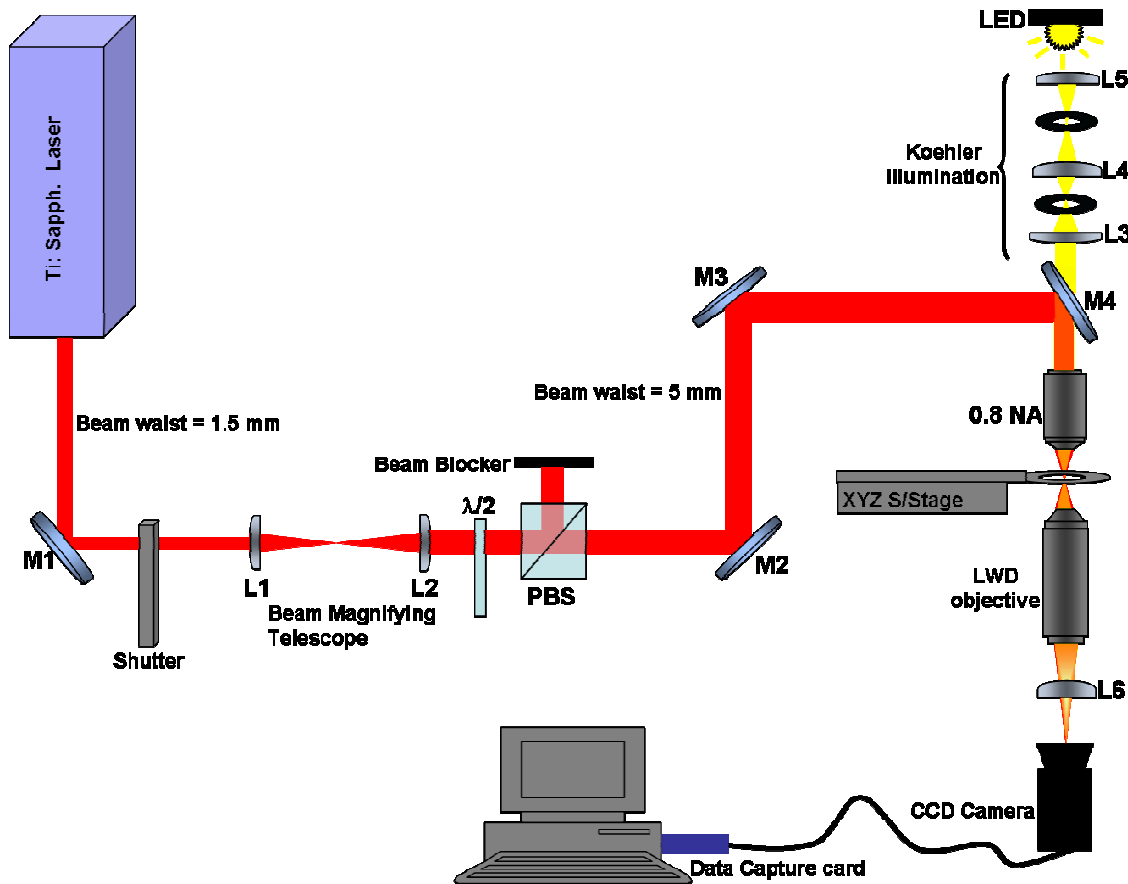 LED
L5
Koehler
illumination
L4
L3
Ti: Sapph. Laser
M3
M4
Beam waist = 5 mm
Beam waist = 1.5 mm
0.8 NA
Beam Blocker
λ/2
XYZ S/Stage
M1
L1
L2
PBS
M2
Beam Magnifying
Telescope
LWD
objective
Shutter
L6
CCD Camera
Data Capture card